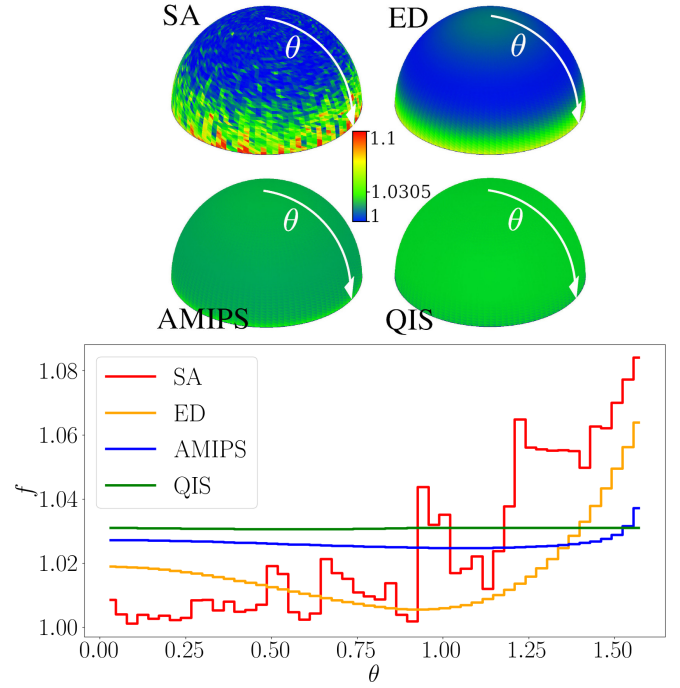 SA
ED
θ
θ
1.1
1.0305
1
θ
θ
AMIPS
QIS
1.08
1.06
1.04
1.02
1.00
f
SA
ED
AMIPS
QIS
0.00
0.25
0.50
0.75
1.00
1.25
1.50
θ